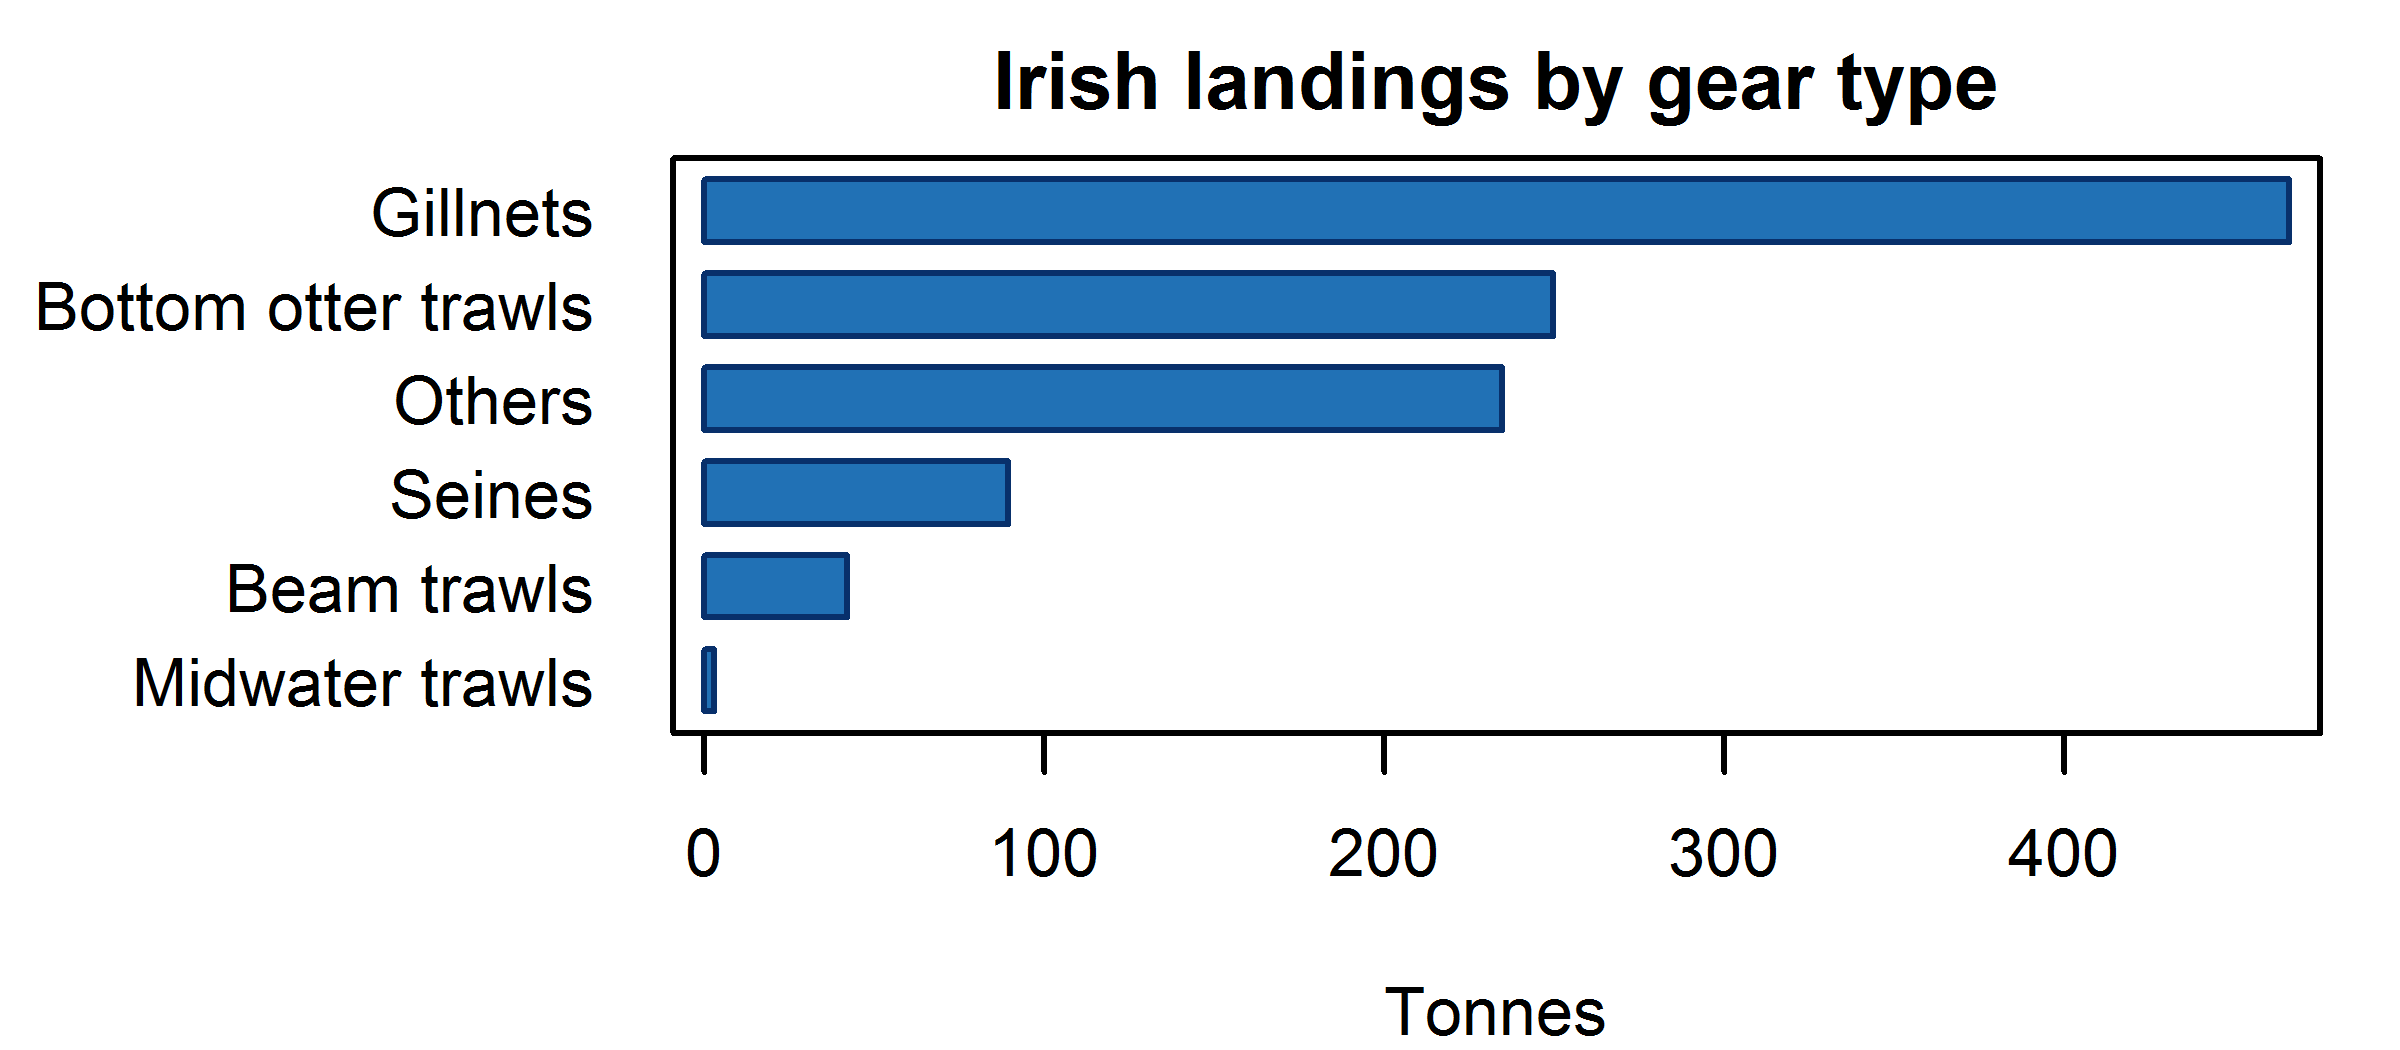 Irish landings by gear type
Gillnets
Bottom otter trawls
Others
Seines
Beam trawls
Midwater trawls
0 100 200 300 400
Tonnes